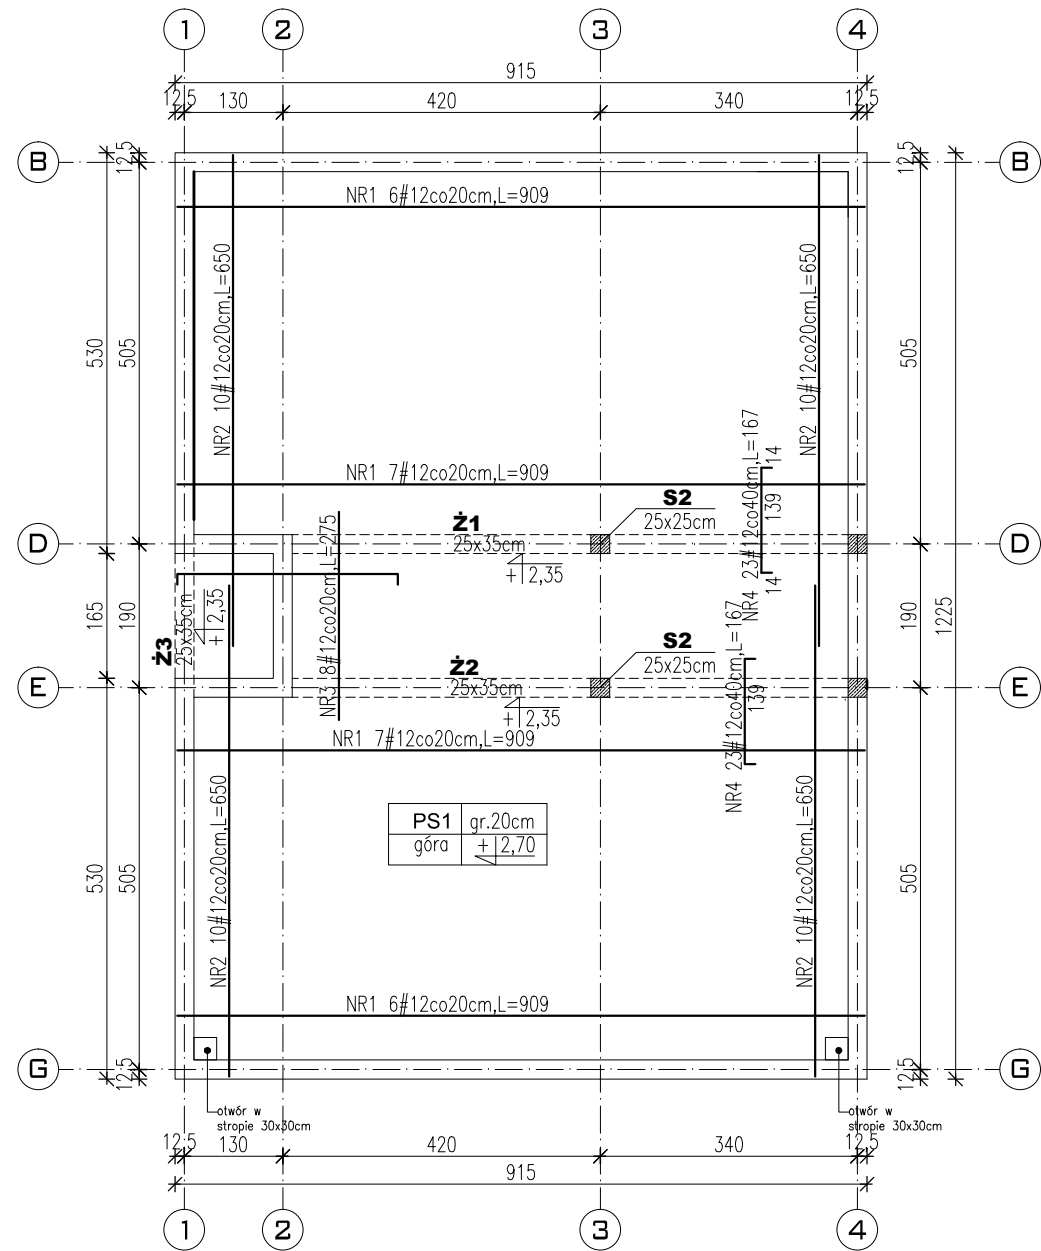 1 2 3 4
915
12,5 130 420 340 12,5
B B
12,5 12,5
NR1 6#12co20cm,L=909
NR2 10#12co20cm,L=650
NR2 10#12co20cm,L=650
530 505 505
NR1 7#12co20cm,L=909
NR4 23#12co40cm,L=167
14
139
14
S2
25x25cm
Ż1
25x35cm
+2,35
D D
NR3 8#12co20cm,L=275
165 190 190 1225
Ż3
25x35cm
+2,35
S2
25x25cm
NR4 23#12co40cm,L=167
139
Ż2
25x35cm
+2,35
E E
NR1 7#12co20cm,L=909
NR2 10#12co20cm,L=650
NR2 10#12co20cm,L=650
PS1 gr.20cm
góra +2,70
530 505 505
NR1 6#12co20cm,L=909
G G
12,5 12,5
otwór w
stropie 30x30cm
otwór w
stropie 30x30cm
12,5 130 420 340 12,5
915
1 2 3 4